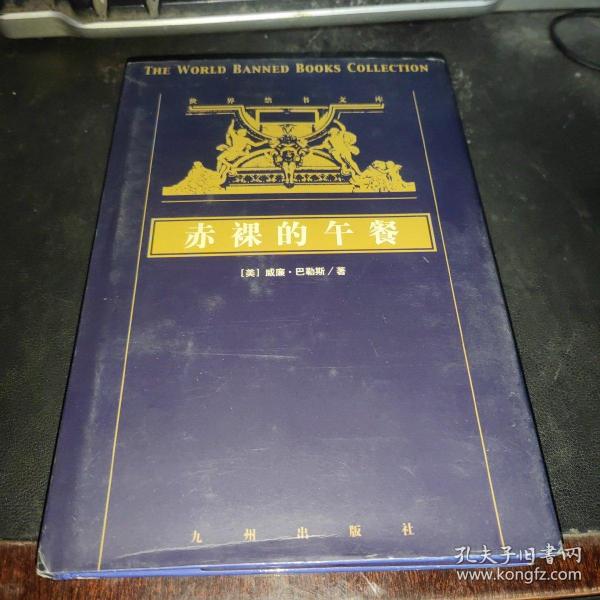 THE WORLD BANNED BOOKS COLLECTION
世界禁书文库
赤裸的午餐
[美] 威廉·巴勒斯/著
九州出版社
孔夫子旧书网
www.kongfz.com